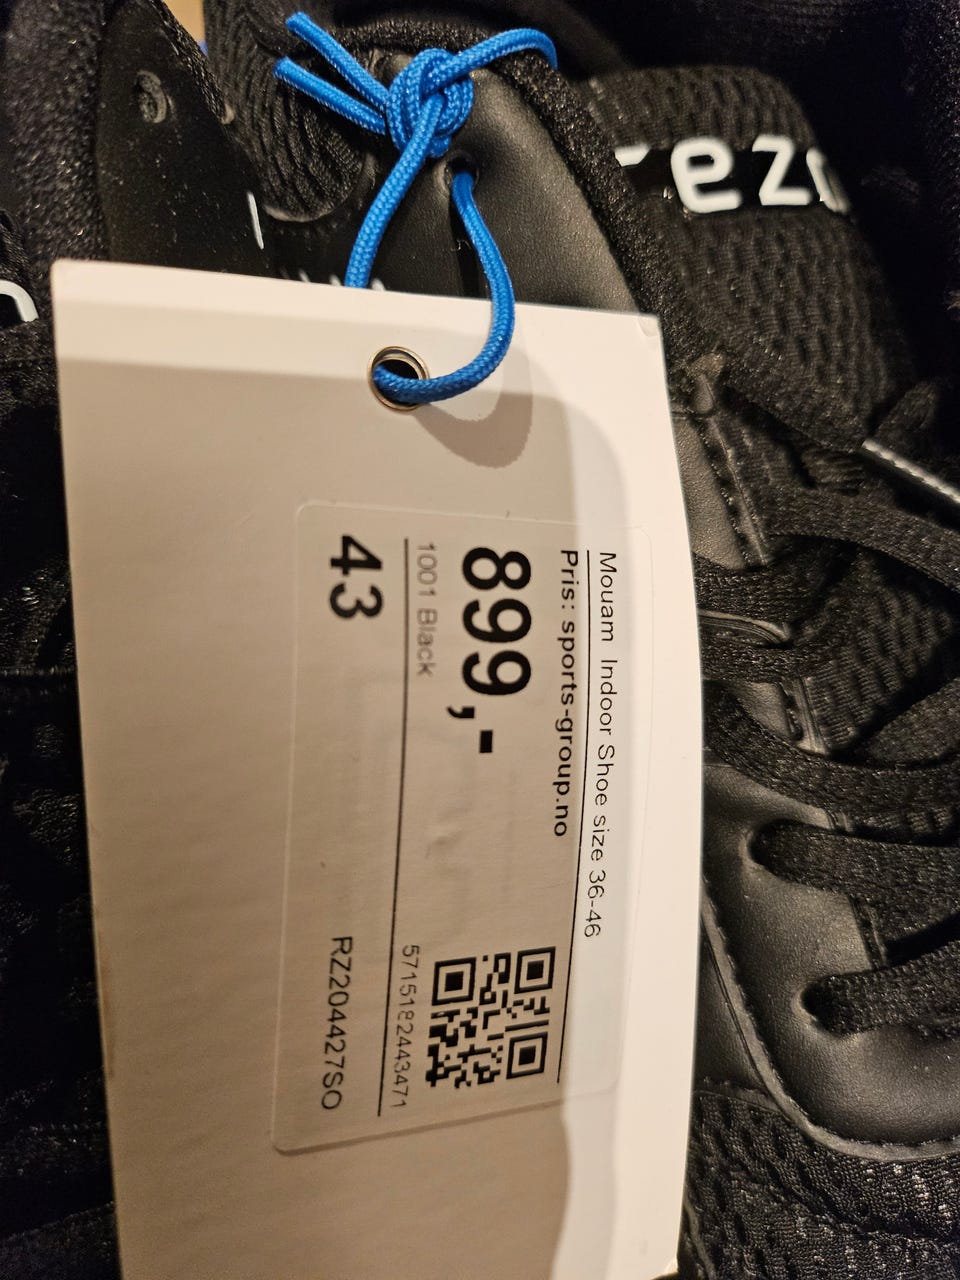 Mouam Indoor Shoe size 36-46
Pris: sports-group.no
899,-
1001 Black
5715182443471
43
RZ204427SO